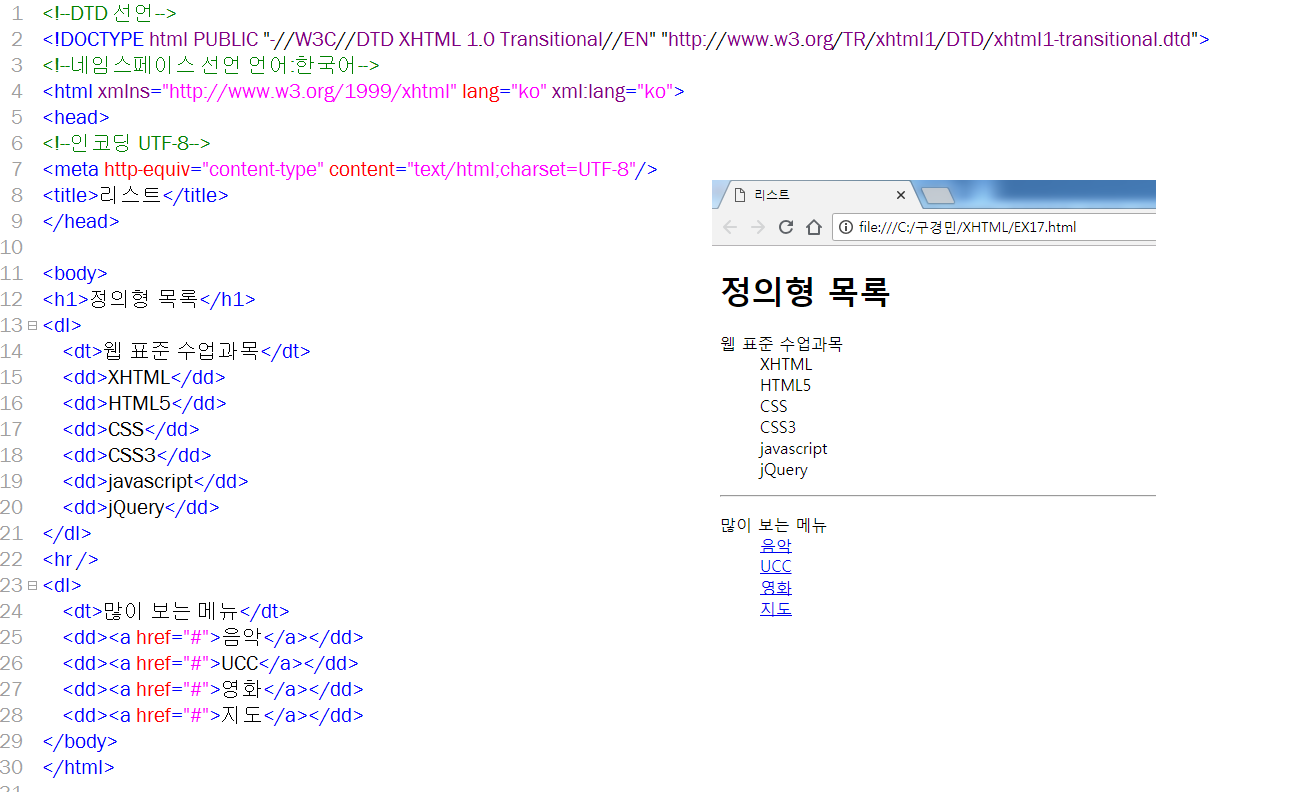 1 <!--DTD 선언-->
2 <!DOCTYPE html PUBLIC "-//W3C//DTD XHTML 1.0 Transitional//EN" "http://www.w3.org/TR/xhtml1/DTD/xhtml1-transitional.dtd">
3 <!--네임스페이스 선언 언어:한국어-->
4 <html xmlns="http://www.w3.org/1999/xhtml" lang="ko" xml:lang="ko">
5 <head>
6 <!--인코딩 UTF-8-->
7 <meta http-equiv="content-type" content="text/html;charset=UTF-8"/>
8 <title>리스트</title>
9 </head>
10
11 <body>
12 <h1>정의형 목록</h1>
13 <dl>
14 <dt>웹 표준 수업과목</dt>
15 <dd>XHTML</dd>
16 <dd>HTML5</dd>
17 <dd>CSS</dd>
18 <dd>CSS3</dd>
19 <dd>javascript</dd>
20 <dd>jQuery</dd>
21 </dl>
22 <hr />
23 <dl>
24 <dt>많이 보는 메뉴</dt>
25 <dd><a href="#">음악</a></dd>
26 <dd><a href="#">UCC</a></dd>
27 <dd><a href="#">영화</a></dd>
28 <dd><a href="#">지도</a></dd>
29 </body>
30 </html>
리스트
file:///C:/구경민/XHTML/EX17.html
정의형 목록
웹 표준 수업과목
XHTML
HTML5
CSS
CSS3
javascript
jQuery
많이 보는 메뉴
음악
UCC
영화
지도